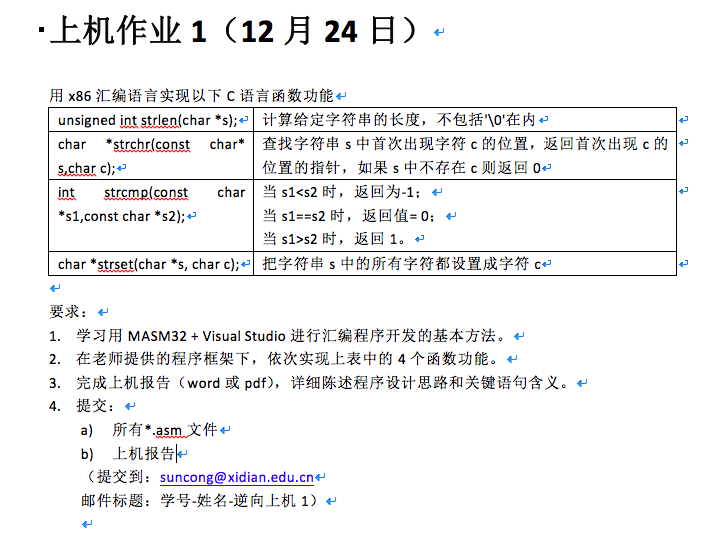 ·上机作业 1（12 月 24 日）
用 x86 汇编语言实现以下 C 语言函数功能
unsigned int strlen(char *s); 计算给定字符串的长度，不包括'\0'在内
char *strchr(const char* 查找字符串 s 中首次出现字符 c 的位置，返回首次出现 c 的
s,char c); 位置的指针，如果 s 中不存在 c 则返回 0
int strcmp(const char 当 s1<s2 时，返回为-1；
*s1,const char *s2); 当 s1==s2 时，返回值= 0；
当 s1>s2 时，返回 1。
char *strset(char *s, char c); 把字符串 s 中的所有字符都设置成字符 c
要求：
1. 学习用 MASM32 + Visual Studio 进行汇编程序开发的基本方法。
2. 在老师提供的程序框架下，依次实现上表中的 4 个函数功能。
3. 完成上机报告（word 或 pdf），详细陈述程序设计思路和关键语句含义。
4. 提交：
a) 所有*.asm 文件
b) 上机报告
（提交到：suncong@xidian.edu.cn
邮件标题：学号-姓名-逆向上机 1）